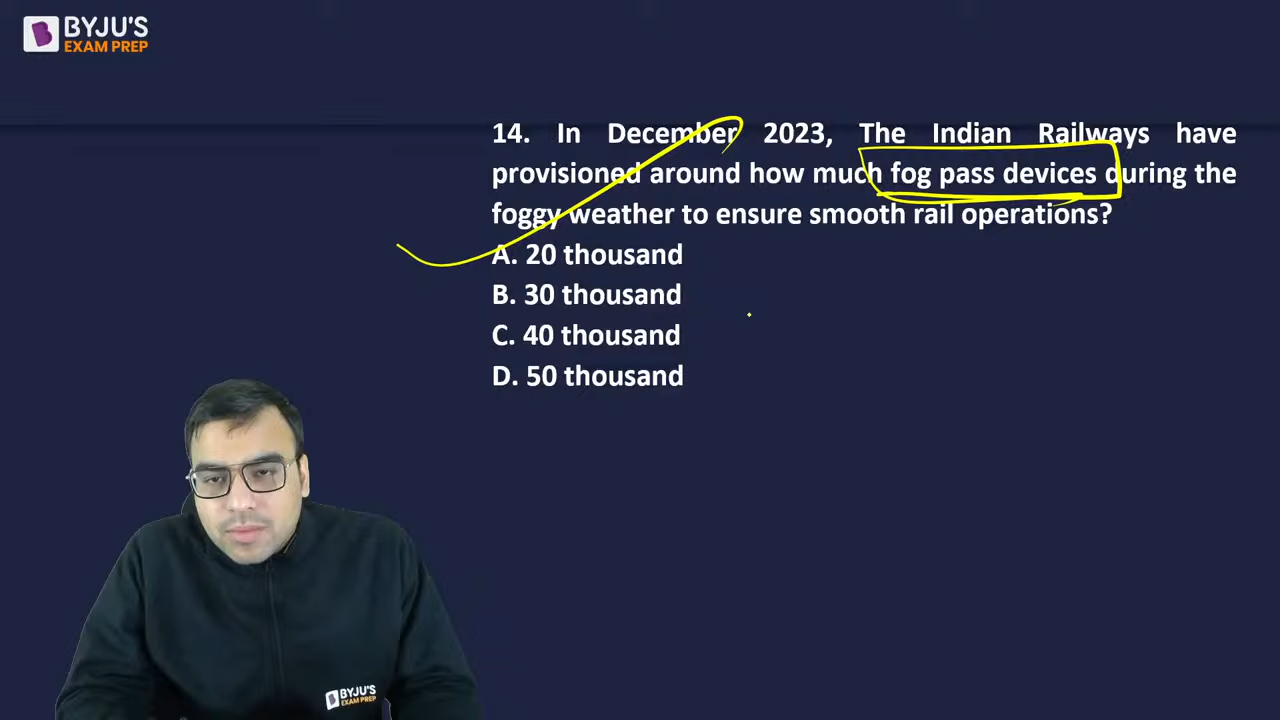 BYJU'S
EXAM PREP
14. In December 2023, The Indian Railways have
provisioned around how much fog pass devices during the
foggy weather to ensure smooth rail operations?
A. 20 thousand
B. 30 thousand
C. 40 thousand
D. 50 thousand
BYJU'S
EXAM PREP